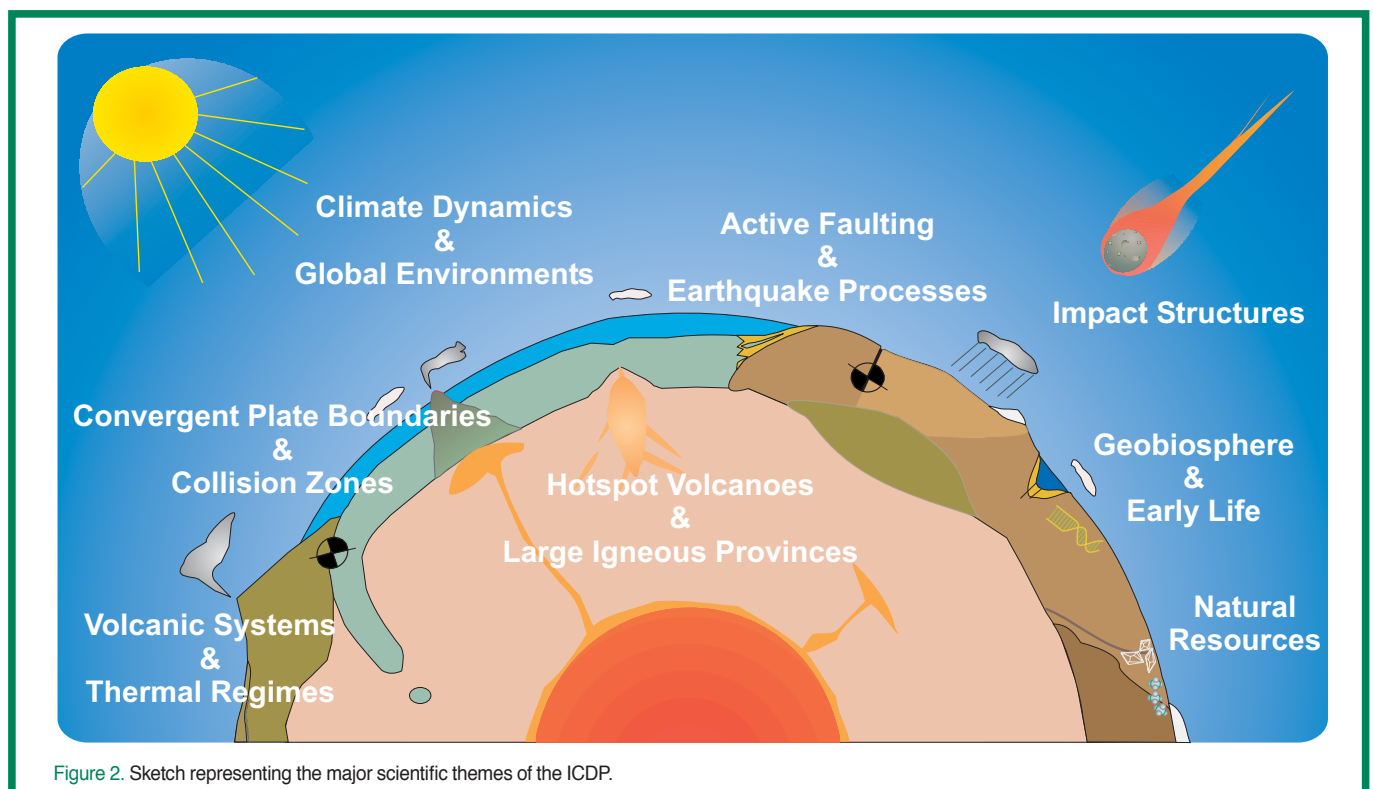 Climate Dynamics
&
Global Environments
Active Faulting
&
Earthquake Processes
Impact Structures
Convergent Plate Boundaries
&
Collision Zones
Hotspot Volcanoes
&
Large Igneous Provinces
Geobiosphere
&
Early Life
Volcanic Systems
&
Thermal Regimes
Natural
Resources
Figure 2. Sketch representing the major scientific themes of the ICDP.